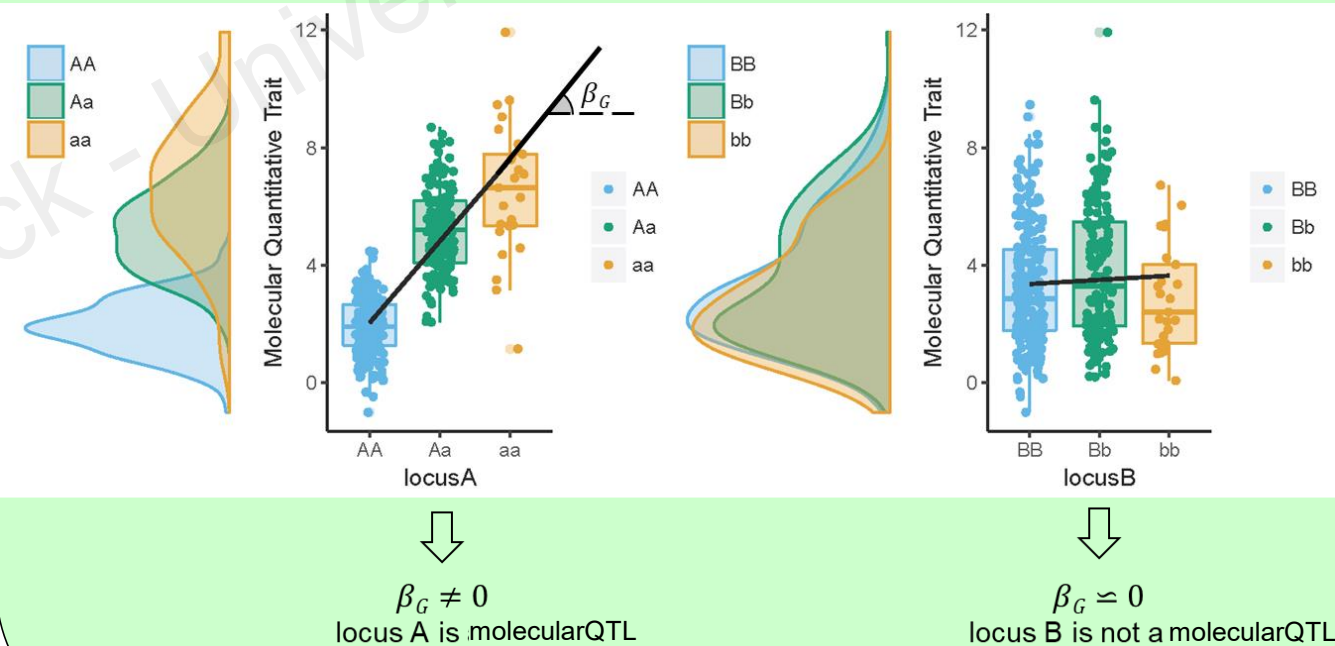 ck - Unive
AA
Aa
aa
Molecular Quantitative Trait
12
8
4
0
β_G
AA
Aa
aa
AA
Aa
aa
locusA
BB
Bb
bb
Molecular Quantitative Trait
12
8
4
0
BB
Bb
bb
BB
Bb
bb
locusB
β_G ≠ 0
locus A is molecularQTL
β_G ≌ 0
locus B is not a molecularQTL